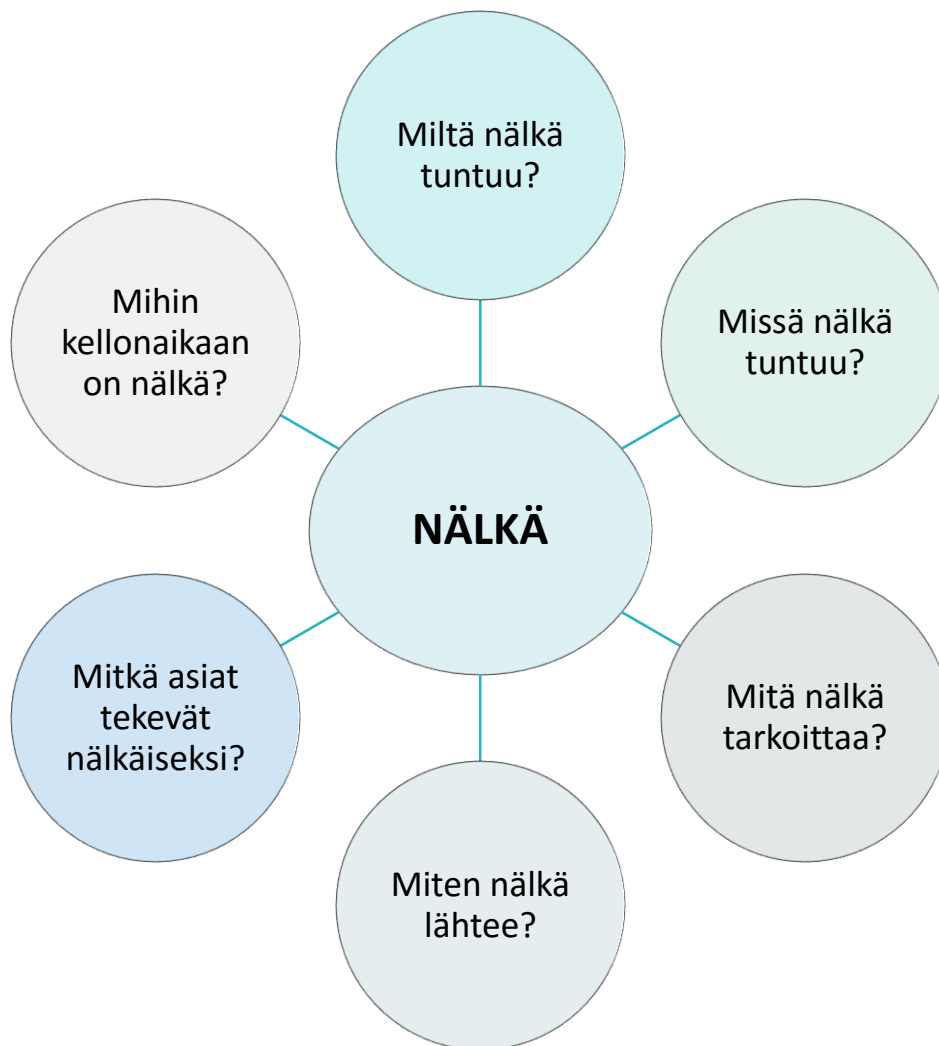 Miltä nälkä
tuntuu?
Mihin
kellonaikaan
on nälkä?
Missä nälkä
tuntuu?
NÄLKÄ
Mitkä asiat
tekevät
nälkäiseksi?
Mitä nälkä
tarkoittaa?
Miten nälkä
lähtee?